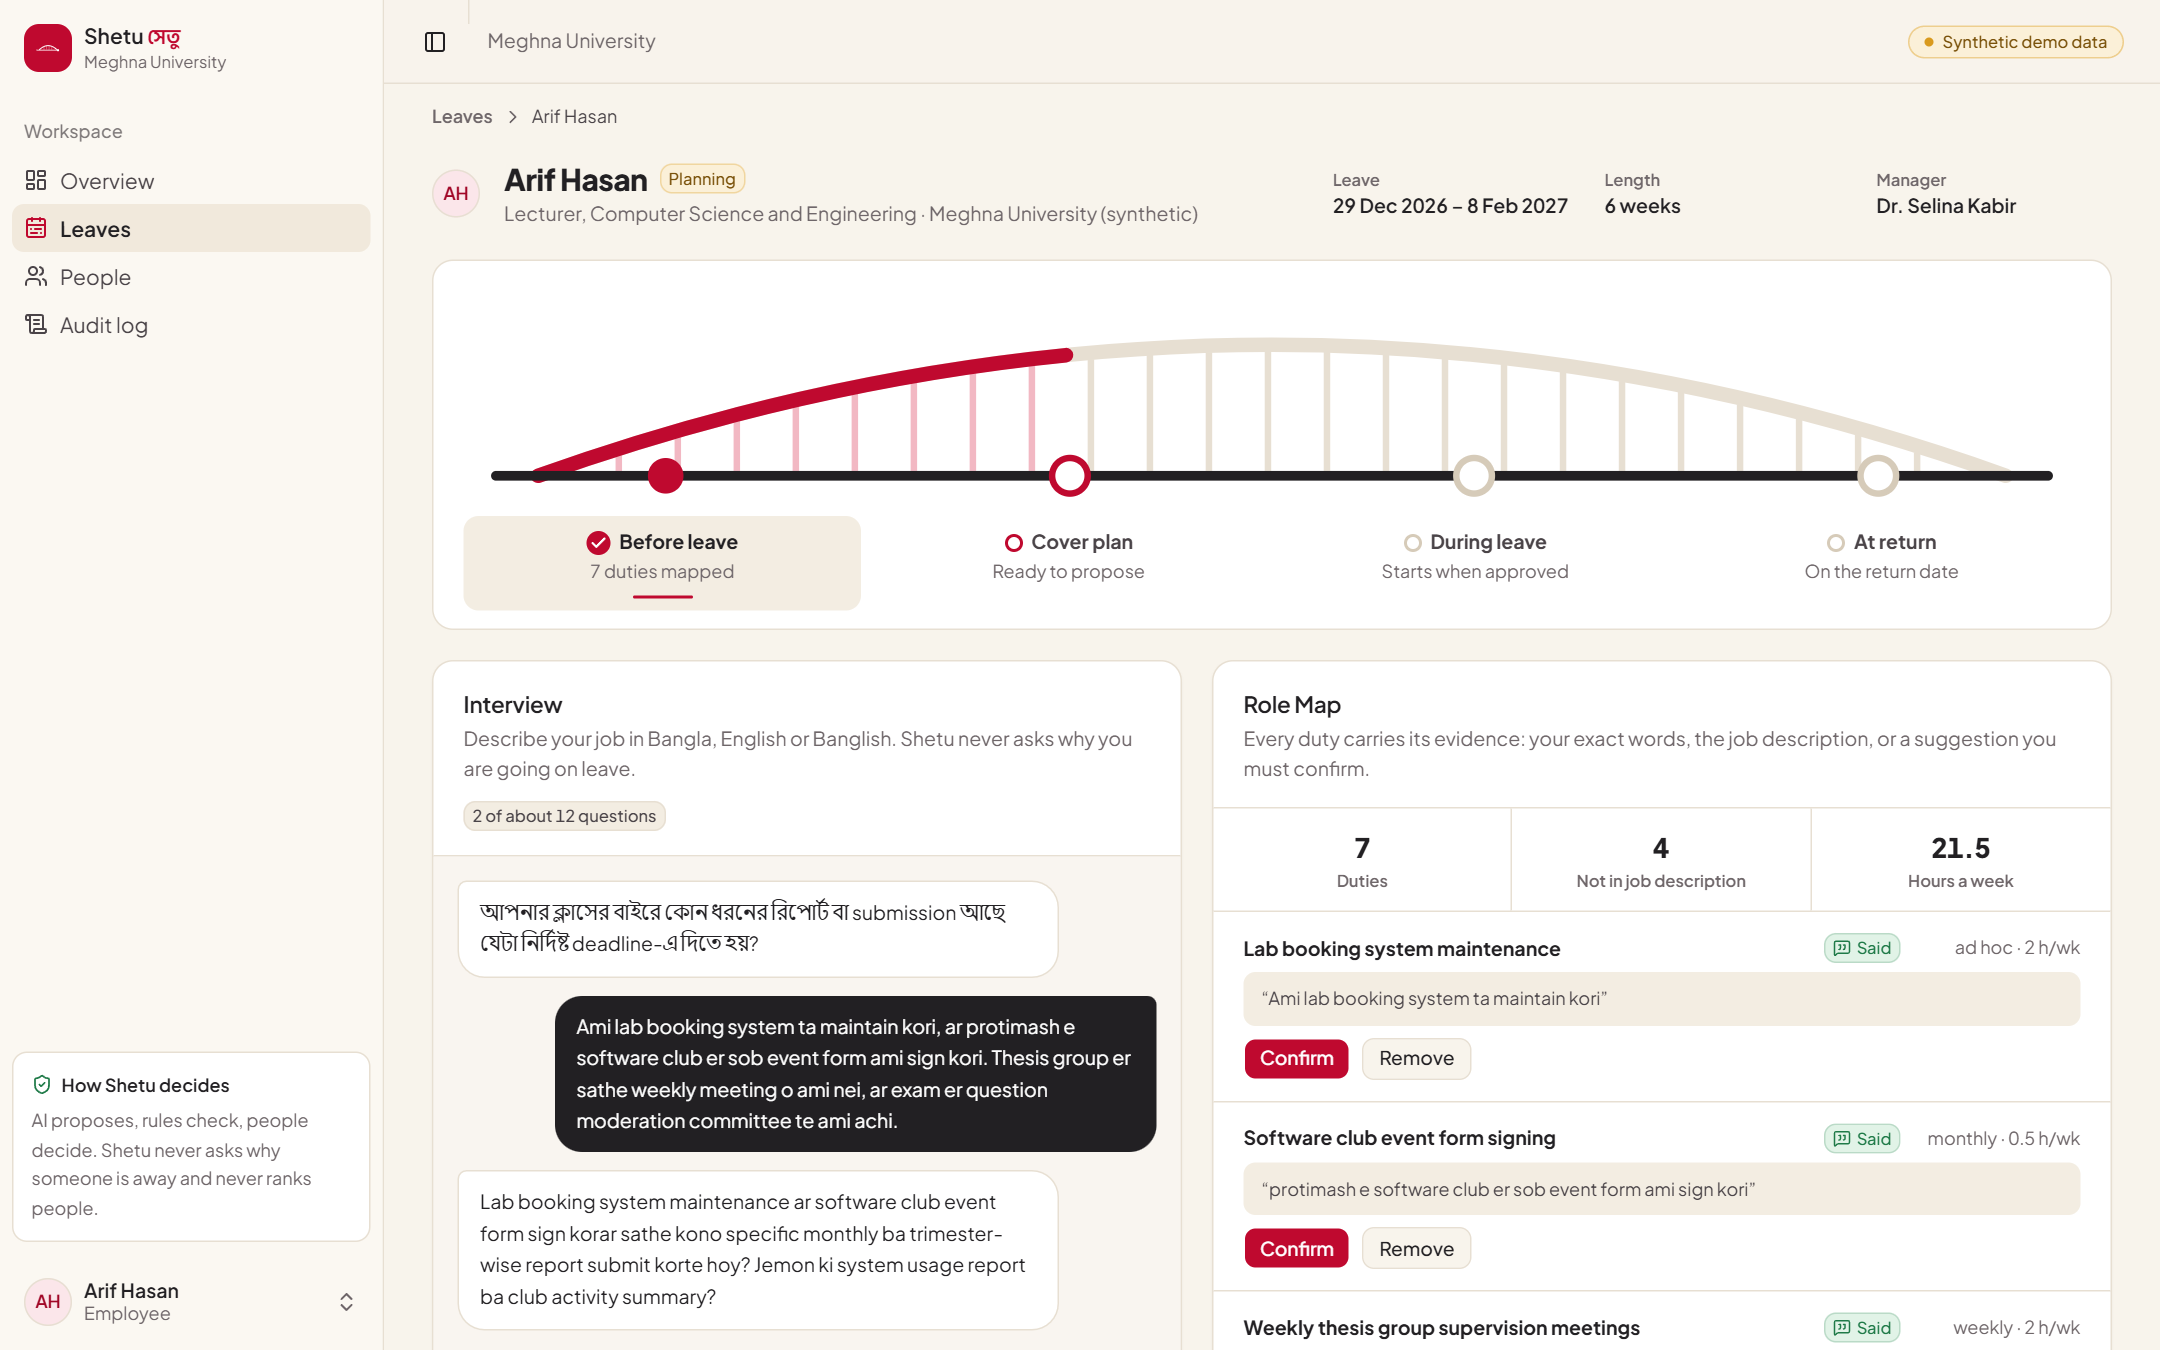 Shetu সেতু
Meghna University
Workspace
Overview
Leaves
People
Audit log
How Shetu decides
AI proposes, rules check, people
decide. Shetu never asks why
someone is away and never ranks
people.
AH
Arif Hasan
Employee
Meghna University
Synthetic demo data
Leaves > Arif Hasan
AH
Arif Hasan Planning
Lecturer, Computer Science and Engineering · Meghna University (synthetic)
Leave
29 Dec 2026 – 8 Feb 2027
Length
6 weeks
Manager
Dr. Selina Kabir
Before leave
7 duties mapped
Cover plan
Ready to propose
During leave
Starts when approved
At return
On the return date
Interview
Describe your job in Bangla, English or Banglish. Shetu never asks why you
are going on leave.
2 of about 12 questions
আপনার ক্লাসের বাইরে কোন ধরনের রিপোর্ট বা submission আছে
যেটা নির্দিষ্ট deadline-এ দিতে হয়?
Ami lab booking system ta maintain kori, ar protimash e
software club er sob event form ami sign kori. Thesis group er
sathe weekly meeting o ami nei, ar exam er question
moderation committee te ami achi.
Lab booking system maintenance ar software club event
form sign korar sathe kono specific monthly ba trimester-
wise report submit korte hoy? Jemon ki system usage report
ba club activity summary?
Role Map
Every duty carries its evidence: your exact words, the job description, or a suggestion you
must confirm.
7
Duties
4
Not in job description
21.5
Hours a week
Lab booking system maintenance Said ad hoc · 2 h/wk
“Ami lab booking system ta maintain kori”
Confirm Remove
Software club event form signing Said monthly · 0.5 h/wk
“protimash e software club er sob event form ami sign kori”
Confirm Remove
Weekly thesis group supervision meetings Said weekly · 2 h/wk